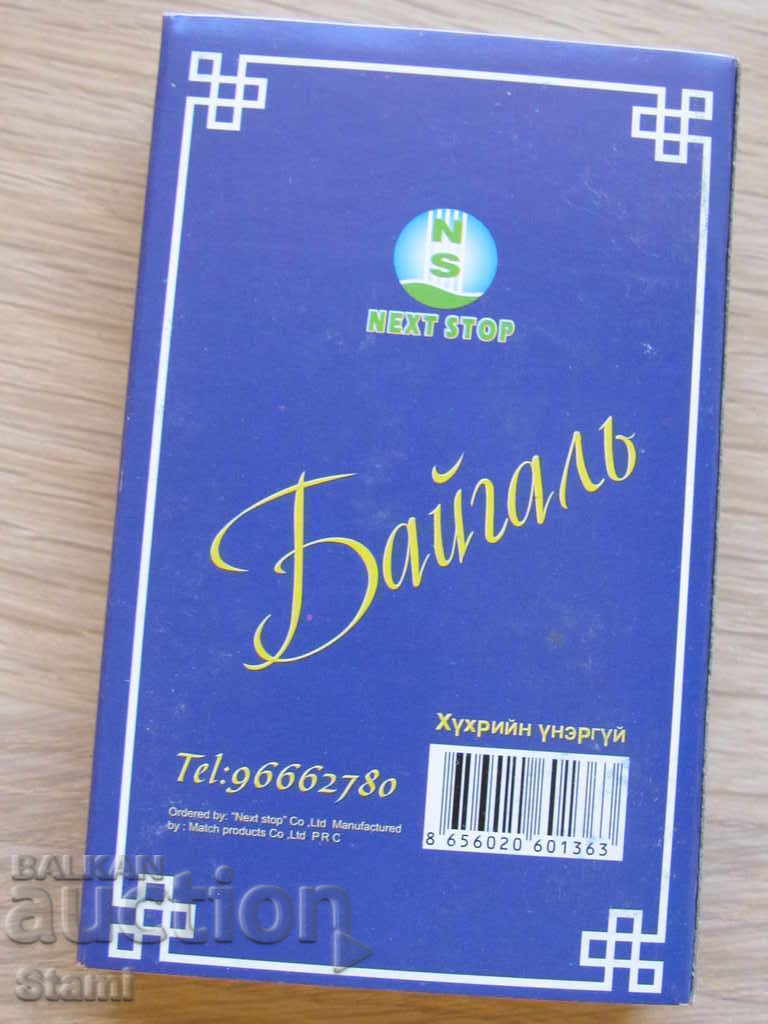 NS
NEXT STOP
Байгаль
Хүхрийн үнэргүй
Tel:96662780
Ordered by: "Next stop" Co ,Ltd Manufactured
by : Match products Co ,Ltd P R C
8 656020 601363
BALKAN
auction
Stami